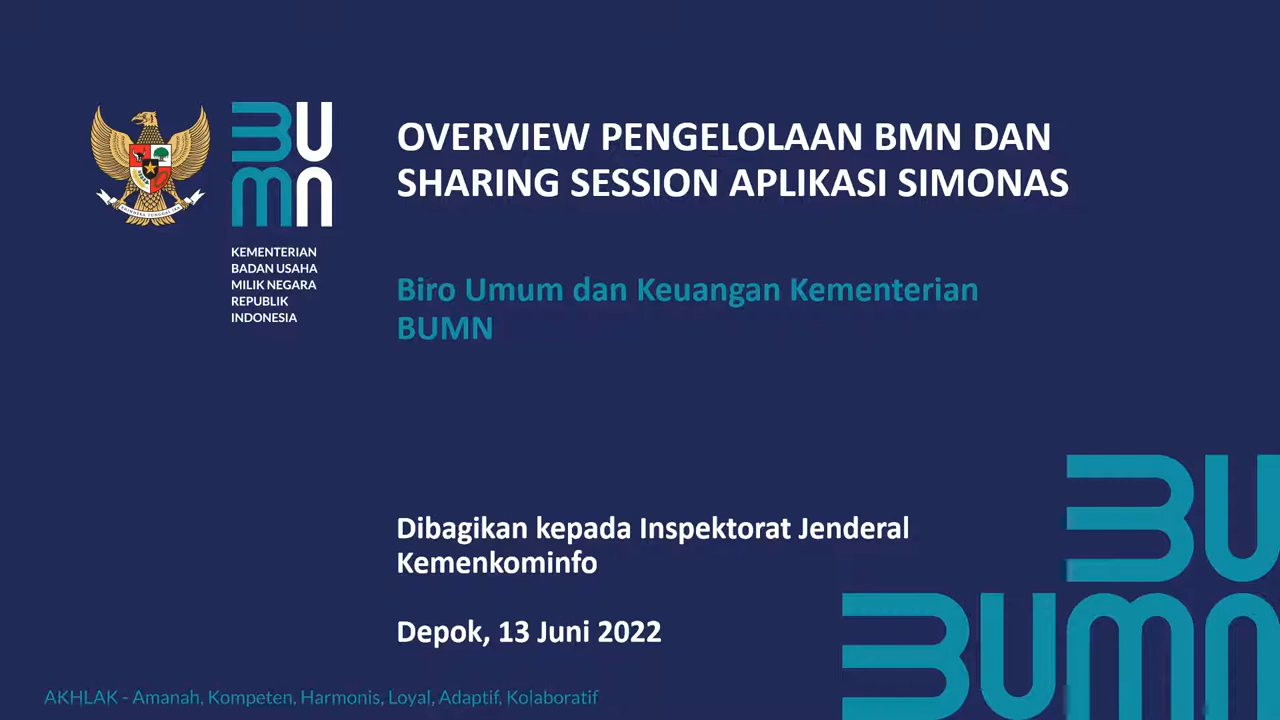 BUMN
KEMENTERIAN
BADAN USAHA
MILIK NEGARA
REPUBLIK
INDONESIA
OVERVIEW PENGELOLAAN BMN DAN
SHARING SESSION APLIKASI SIMONAS
Biro Umum dan Keuangan Kementerian
BUMN
Dibagikan kepada Inspektorat Jenderal
Kemenkominfo
Depok, 13 Juni 2022
BU
BUMN
AKHLAK - Amanah, Kompeten, Harmonis, Loyal, Adaptif, Kolaboratif